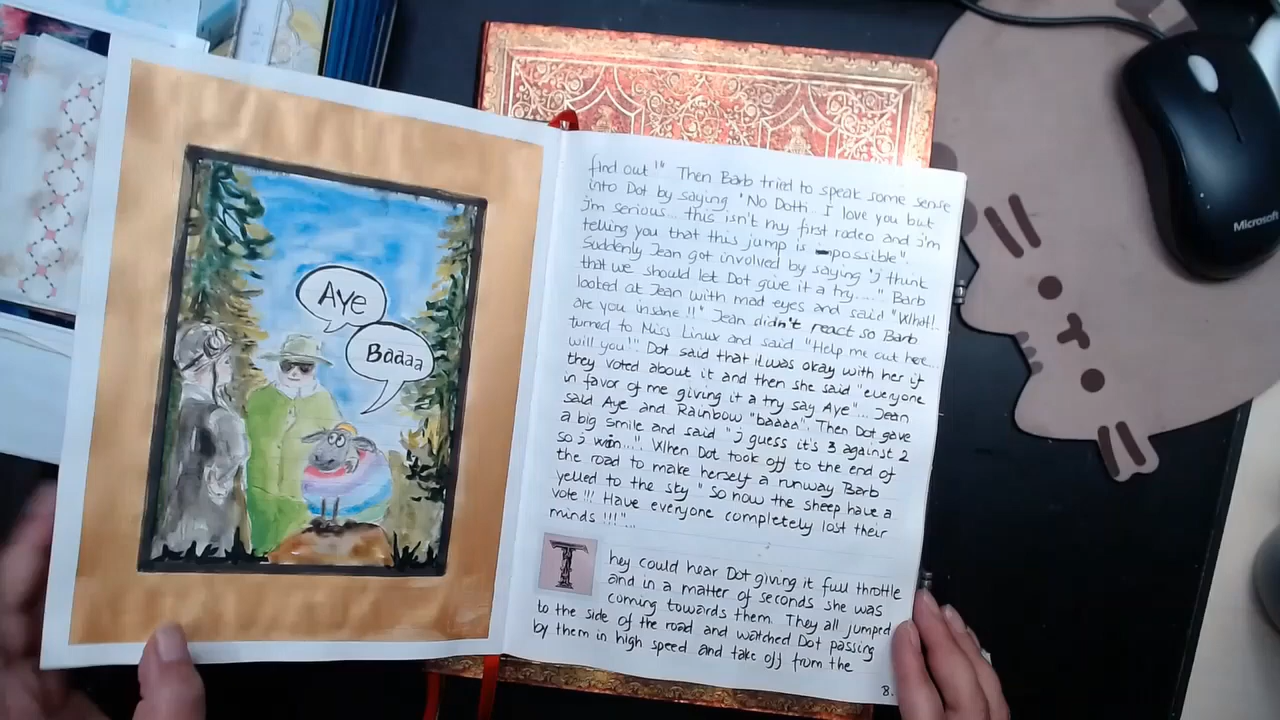 Aye
Baaaa
find out!" Then Barb tried to speak some sense
into Dot by saying "No Dotti.. I love you but
i'm serious... this isn't my first rodeo and i'm
telling you that this jump is impossible".
Suddenly Jean got involved by saying "i think
that we should let Dot give it a try...." Barb
looked at Jean with mad eyes and said "What!..
are you insane!!" Jean didn't react so Barb
turned to Miss Linux and said "Help me out here...
will you!" Dot said that it was okay with her if
they voted about it and then she said "everyone
in favor of me giving it a try say Aye"... Jean
said Aye and Rainbow "baaaa". Then Dot gave
a big smile and said "i guess it's 3 against 2
so i win...". When Dot took off to the end of
the road to make herself a runway Barb
yelled to the sky "So now the sheep have a
vote!!! Have everyone completely lost their
minds!!!"...
They could hear Dot giving it full throttle
and in a matter of seconds she was
coming towards them. They all jumped
to the side of the road and watched Dot passing
by them in high speed and take off from the
8.
Microsoft